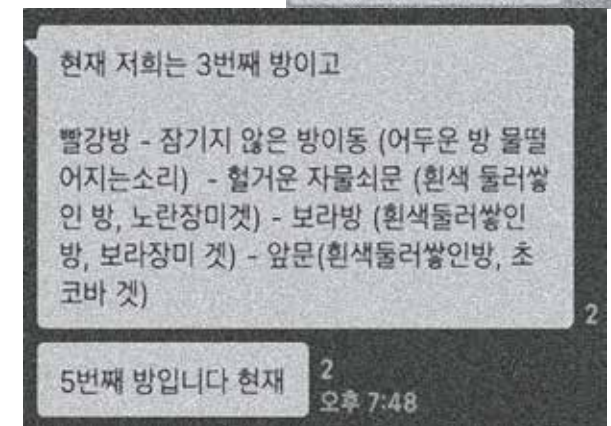 현재 저희는 3번째 방이고
빨강방 - 잠기지 않은 방이동 (어두운 방 물떨
어지는소리) - 헐거운 자물쇠문 (흰색 둘러쌓
인 방, 노란장미겟) - 보라방 (흰색둘러쌓인
방, 보라장미 겟) - 앞문(흰색둘러쌓인방, 초
코바 겟)
2
5번째 방입니다 현재
2
오후 7:48